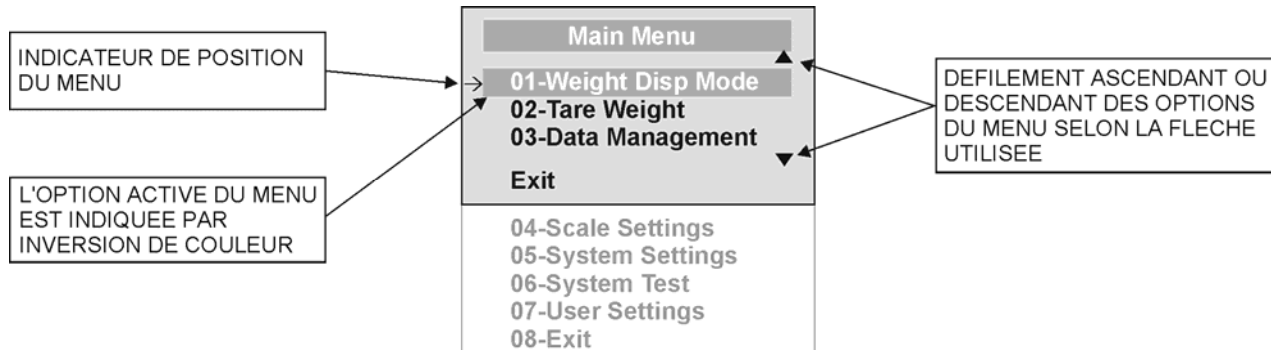 INDICATEUR DE POSITION
DU MENU
L'OPTION ACTIVE DU MENU
EST INDIQUEE PAR
INVERSION DE COULEUR
Main Menu
01-Weight Disp Mode
02-Tare Weight
03-Data Management
Exit
04-Scale Settings
05-System Settings
06-System Test
07-User Settings
08-Exit
DEFILEMENT ASCENDANT OU
DESCENDANT DES OPTIONS
DU MENU SELON LA FLECHE
UTILISEE